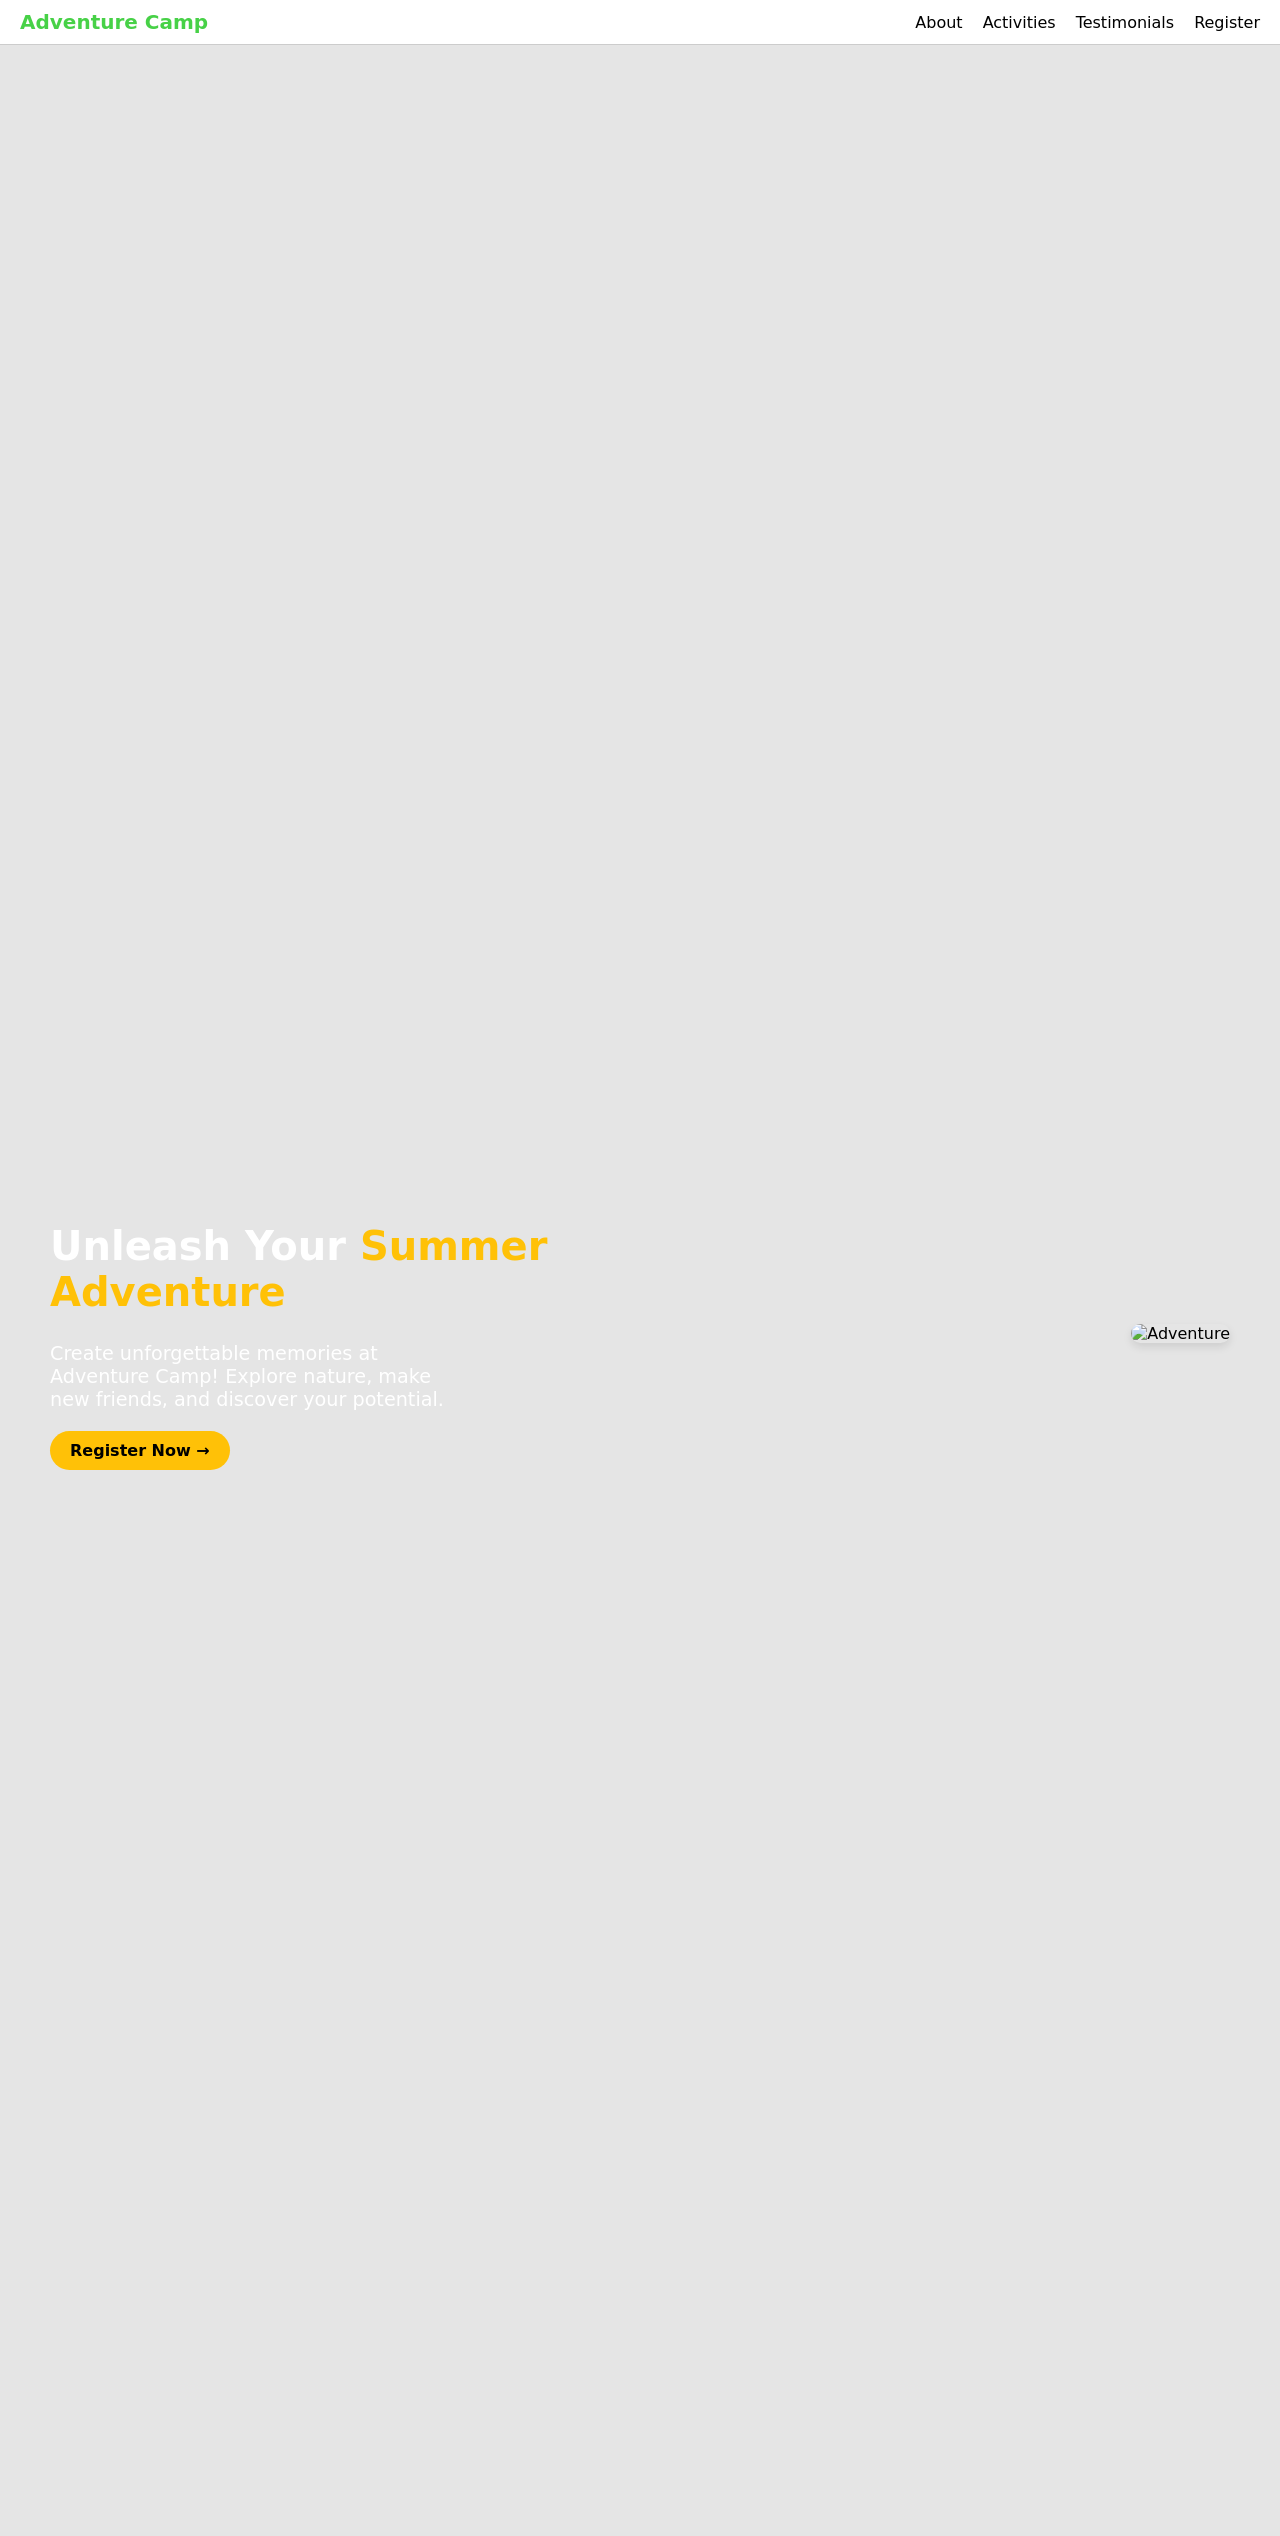 Adventure Camp
About Activities Testimonials Register
Unleash Your Summer
Adventure
Create unforgettable memories at
Adventure Camp! Explore nature, make
new friends, and discover your potential.
Adventure
Register Now →